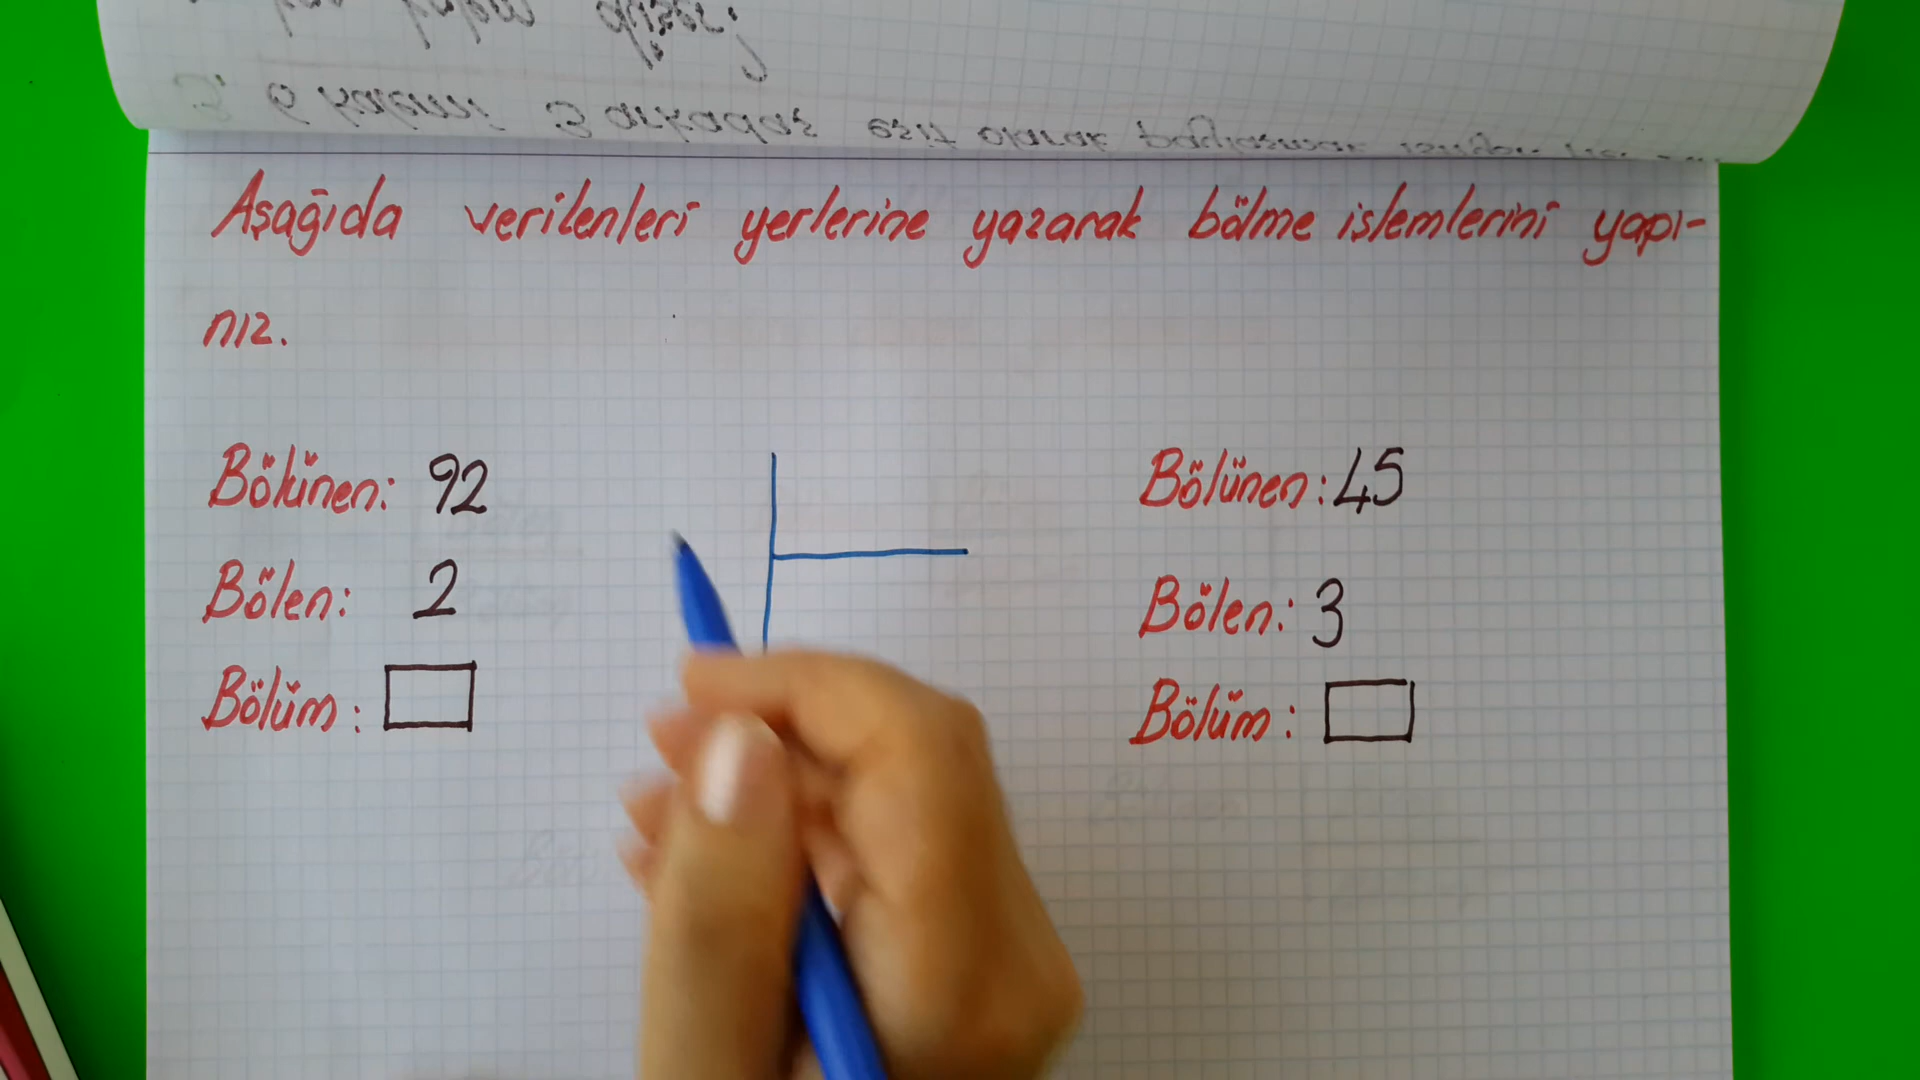 Aşağıda verilenleri yerlerine yazarak bölme işlemlerini yapı-
nız.
Bölünen: 92
Bölen: 2
Bölüm:
Bölünen: 45
Bölen: 3
Bölüm: